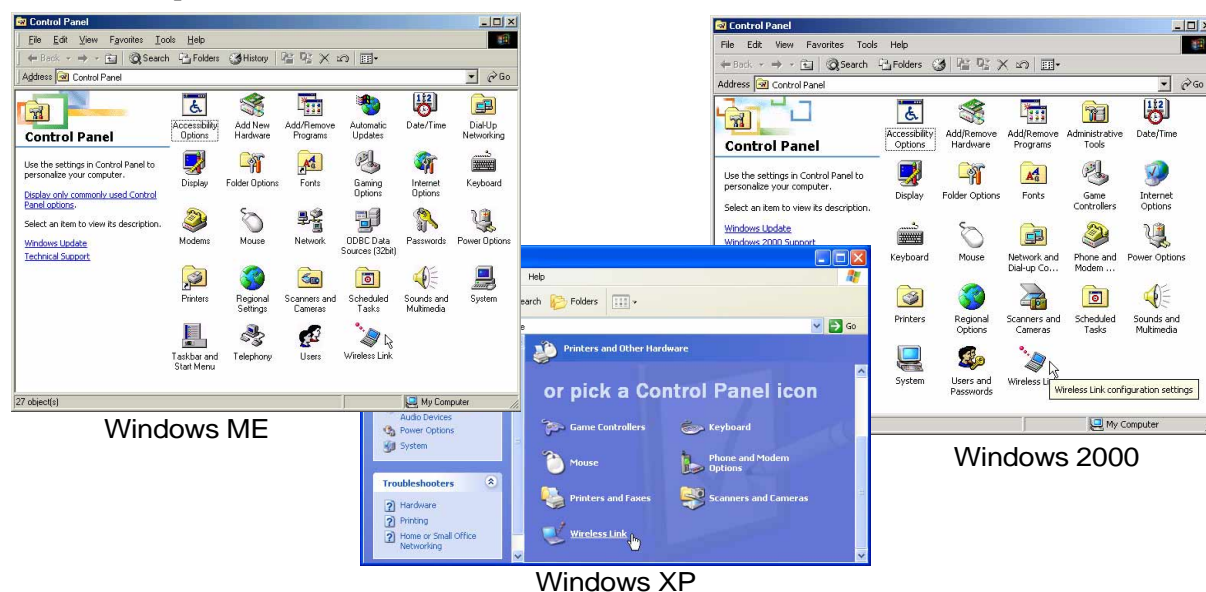 Control Panel
File Edit View Favorites Tools Help
Back Search Folders History
Address Control Panel Go
Control Panel
Use the settings in Control Panel to
personalize your computer.
Display only commonly used Control
Panel options.
Select an item to view its description.
Windows Update
Technical Support
Accessibility
Options
Add New
Hardware
Add/Remove
Programs
Automatic
Updates
Date/Time
Dial-Up
Networking
Display
Folder Options
Fonts
Gaming
Options
Internet
Options
Keyboard
Modems
Mouse
Network
ODBC Data
Sources (32bit)
Passwords
Power Options
Printers
Regional
Settings
Scanners and
Cameras
Scheduled
Tasks
Sounds and
Multimedia
System
Taskbar and
Start Menu
Telephony
Users
Wireless Link
27 object(s) My Computer
Windows ME
Control Panel
File Edit View Favorites Tools Help
Back Search Folders
Address Control Panel Go
Control Panel
Use the settings in Control Panel to
personalize your computer.
Select an item to view its description.
Windows Update
Windows 2000 Support
Accessibility
Options
Add/Remove
Hardware
Add/Remove
Programs
Administrative
Tools
Date/Time
Display
Folder Options
Fonts
Game
Controllers
Internet
Options
Keyboard
Mouse
Network and
Dial-up Co...
Phone and
Modem ...
Power Options
Printers
Regional
Options
Scanners and
Cameras
Scheduled
Tasks
Sounds and
Multimedia
System
Users and
Passwords
Wireless
Wireless Link configuration settings
My Computer
Windows 2000
Help
Folders
Go
Printers and Other Hardware
or pick a Control Panel icon
Audio Devices
Power Options
System
Troubleshooters
Hardware
Printing
Home or Small Office
Networking
Game Controllers
Keyboard
Mouse
Phone and Modem
Options
Printers and Faxes
Scanners and Cameras
Wireless Link
Windows XP